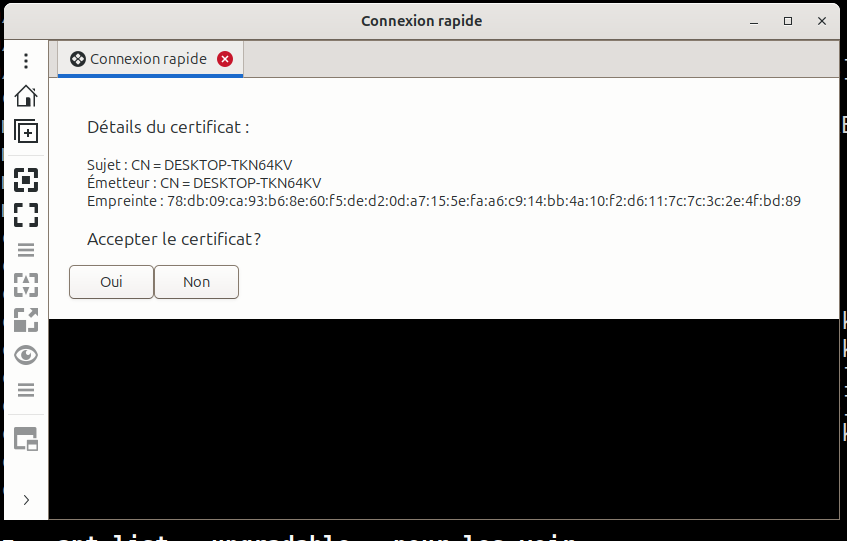 Connexion rapide
Connexion rapide
Détails du certificat :
Sujet : CN = DESKTOP-TKN64KV
Émetteur : CN = DESKTOP-TKN64KV
Empreinte : 78:db:09:ca:93:b6:8e:60:f5:de:d2:0d:a7:15:5e:fa:a6:c9:14:bb:4a:10:f2:d6:11:7c:7c:3c:2e:4f:bd:89
Accepter le certificat?
Oui Non